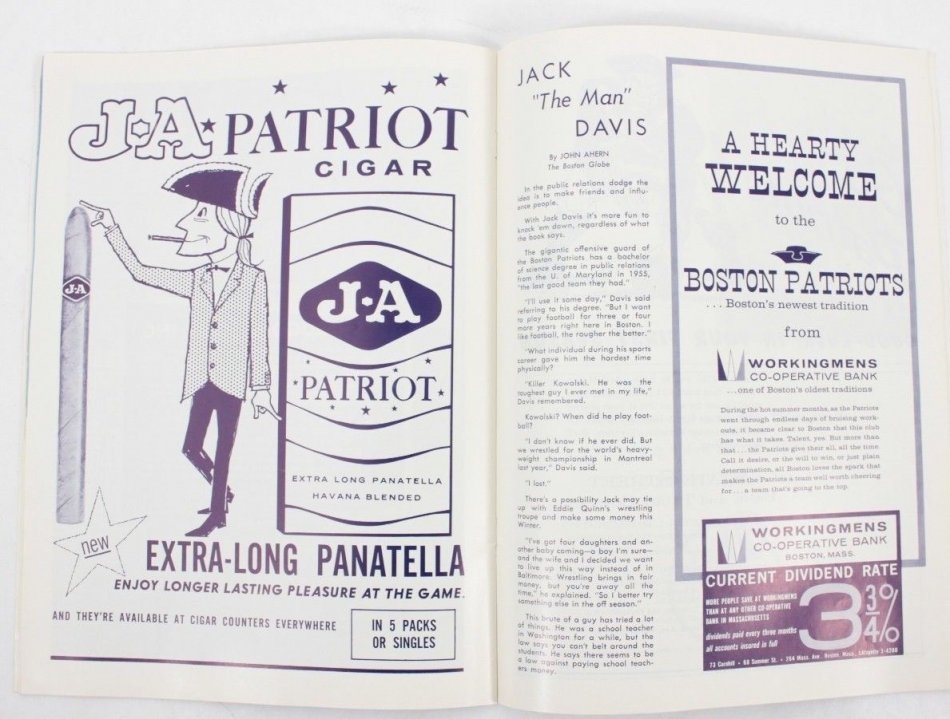 J-A PATRIOT
CIGAR
J-A
J-A
PATRIOT
EXTRA LONG PANATELLA
HAVANA BLENDED
new
EXTRA-LONG PANATELLA
ENJOY LONGER LASTING PLEASURE AT THE GAME.
AND THEY'RE AVAILABLE AT CIGAR COUNTERS EVERYWHERE
IN 5 PACKS
OR SINGLES
JACK
"The Man"
DAVIS
By JOHN AHERN
The Boston Globe
In the public relations dodge the
idea is to make friends and influ-
ence people.
With Jack Davis it's more fun to
knock 'em down, regardless of what
the book says.
The gigantic offensive guard of
the Boston Patriots has a bachelor
of science degree in public relations
from the U. of Maryland in 1955,
"the last good team they had."
"I'll use it some day," Davis said
referring to his degree. "But I want
to play football for three or four
more years right here in Boston. I
like football, the rougher the better."
"What individual during his sports
career gave him the hardest time
physically?
"Killer Kowalski. He was the
toughest guy I ever met in my life,"
Davis remembered.
Kowalski? When did he play foot-
ball?
"I don't know if he ever did. But
we wrestled for the world's heavy-
weight championship in Montreal
last year," Davis said.
"I lost."
There's a possibility Jack may tie
up with Eddie Quinn's wrestling
troupe and make some money this
Winter.
"I've got four daughters and an-
other baby coming—a boy I'm sure—
and the wife and I decided we want
to live up this way instead of in
Baltimore. Wrestling brings in fair
money, but you're away all the
time," he explained. "So I better try
something else in the off season."
This brute of a guy has tried a lot
of things. He was a school teacher
in Washington for a while, but the
law says you can't belt around the
students. He says there seems to be
a law against paying school teach-
ers money.
A HEARTY
WELCOME
to the
BOSTON PATRIOTS
. . . Boston's newest tradition
from
WORKINGMENS
CO-OPERATIVE BANK
. . . one of Boston's oldest traditions
During the hot summer months, as the Patriots
went through endless days of bruising work-
outs, it became clear to Boston that this club
has what it takes. Talent, yes. But more than
that . . . the Patriots give their all, all the time.
Call it desire, or the will to win, or just plain
determination, all Boston loves the spark that
makes the Patriots a team well worth cheering
for . . . a team that's going to the top.
WORKINGMENS
CO-OPERATIVE BANK
BOSTON, MASS.
CURRENT DIVIDEND RATE
MORE PEOPLE SAVE AT WORKINGMENS
THAN AT ANY OTHER CO-OPERATIVE
BANK IN MASSACHUSETTS
dividends paid every three months
all accounts insured in full
3 3/4%
73 Cornhill • 66 Summer St. • 284 Mass. Ave. Boston, Mass. LAfayette 3-4200